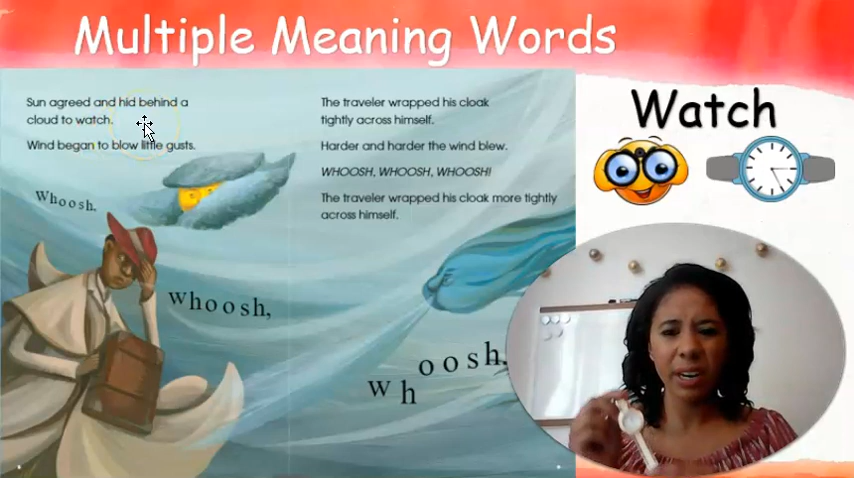 Multiple Meaning Words
Sun agreed and hid behind a
cloud to watch.
Wind began to blow little gusts.
Whoosh.
whoosh,
The traveler wrapped his cloak
tightly across himself.
Harder and harder the wind blew.
WHOOSH, WHOOSH, WHOOSH!
The traveler wrapped his cloak more tightly
across himself.
whoosh.
Watch